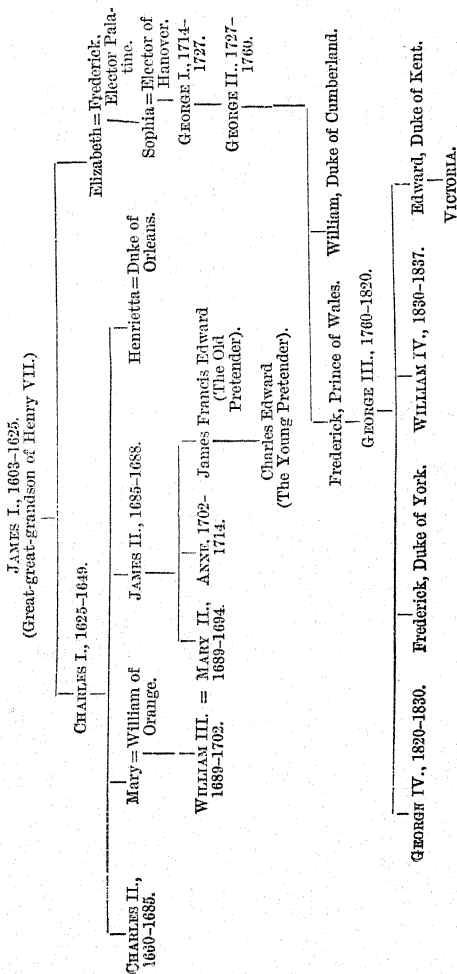 JAMES I., 1603–1625.
(Great-great-grandson of Henry VII.)
CHARLES I., 1625–1649.
Elizabeth = Frederick,
Elector Pala-
tine.
CHARLES II.,
1660–1685.
Mary = William of
Orange.
JAMES II., 1685–1688.
Henrietta = Duke of
Orleans.
Sophia = Elector of
Hanover.
WILLIAM III. = MARY II.,
1689–1702. 1689–1694.
ANNE, 1702–
1714.
James Francis Edward
(The Old
Pretender).
GEORGE I., 1714–
1727.
Charles Edward
(The Young Pretender).
GEORGE II., 1727–
1760.
Frederick, Prince of Wales.
William, Duke of Cumberland.
GEORGE III., 1760–1820.
GEORGE IV., 1820–1830.
Frederick, Duke of York.
WILLIAM IV., 1830–1837.
Edward, Duke of Kent.
VICTORIA.